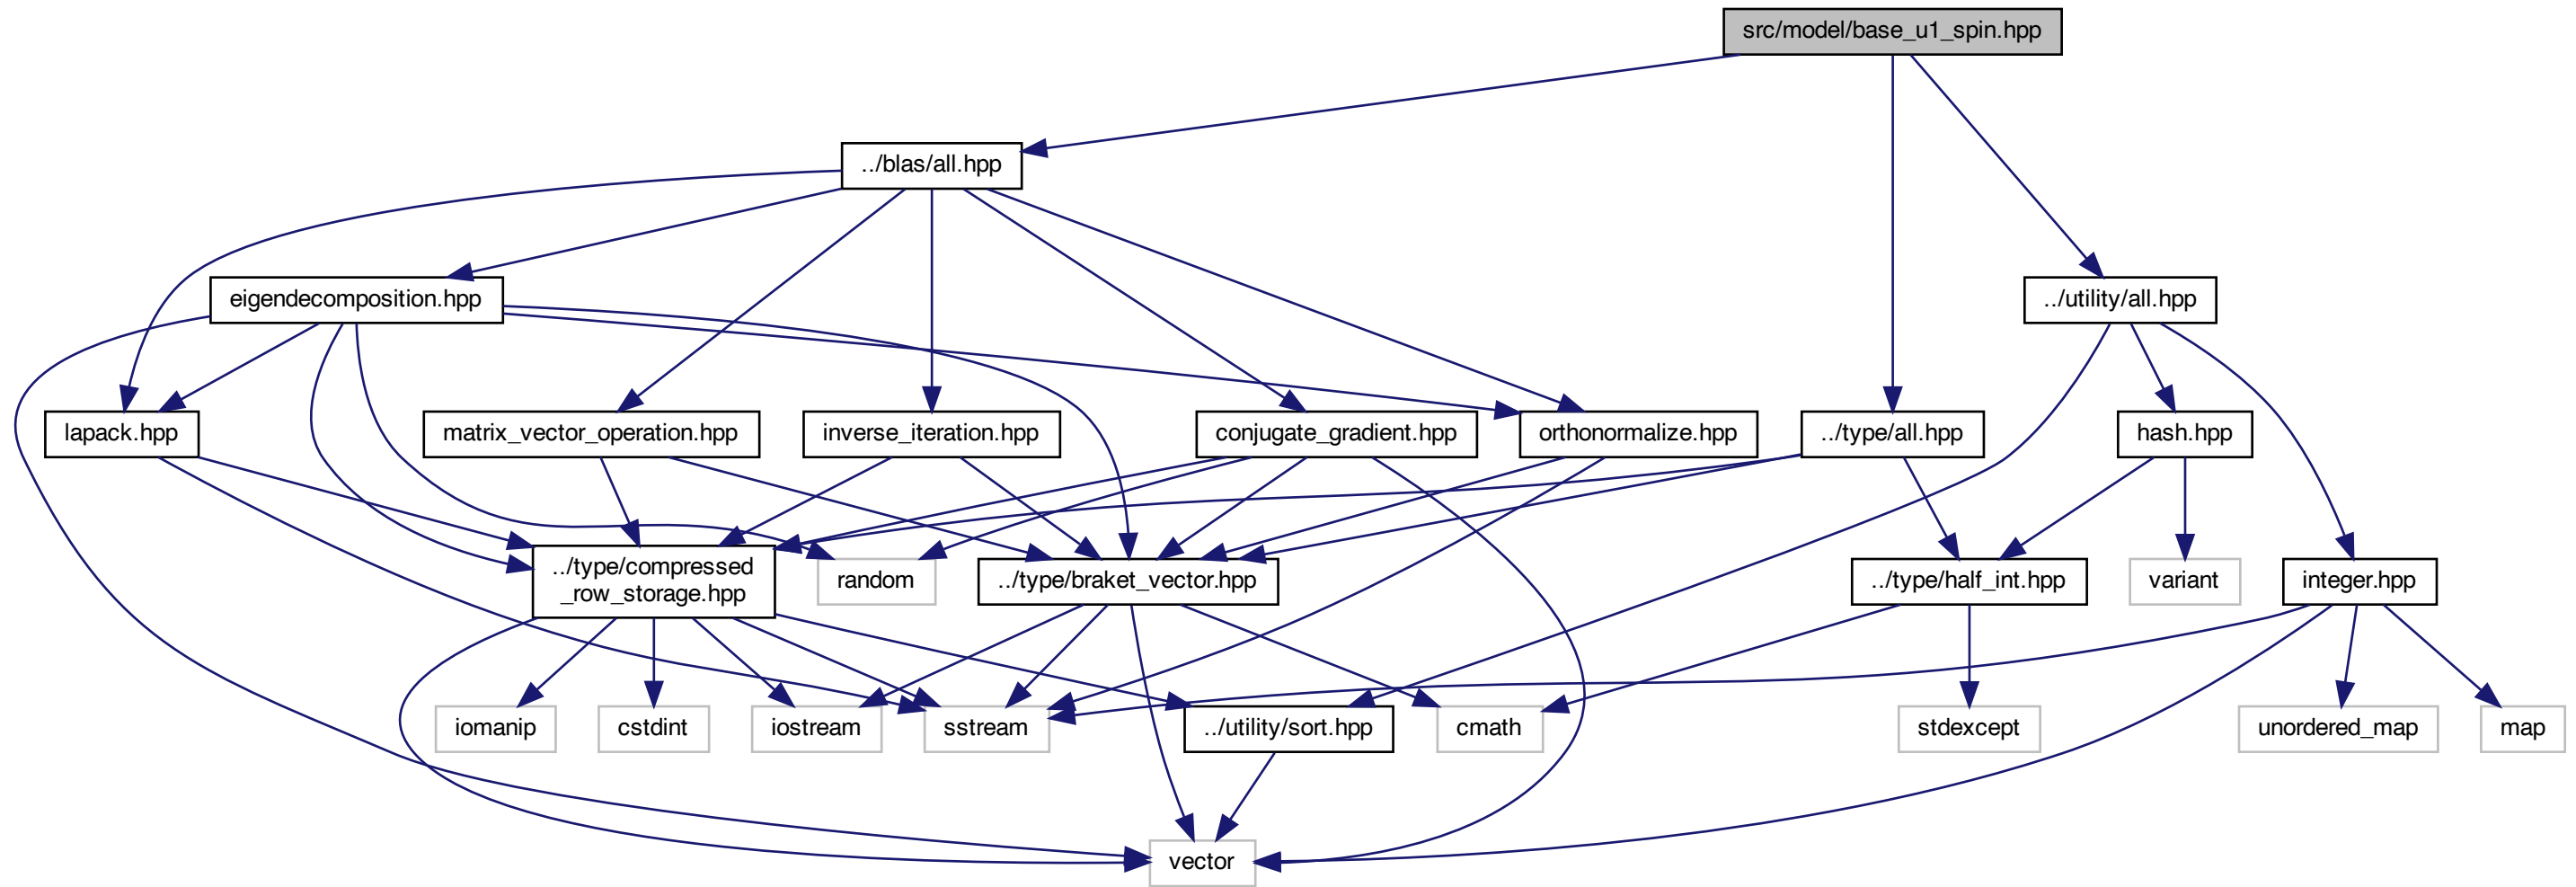 src/model/base_u1_spin.hpp
../blas/all.hpp
eigendecomposition.hpp
../utility/all.hpp
lapack.hpp
matrix_vector_operation.hpp
inverse_iteration.hpp
conjugate_gradient.hpp
orthonormalize.hpp
../type/all.hpp
hash.hpp
../type/compressed
_row_storage.hpp
random
../type/braket_vector.hpp
../type/half_int.hpp
variant
integer.hpp
iomanip
cstdint
iostream
sstream
../utility/sort.hpp
cmath
stdexcept
unordered_map
map
vector